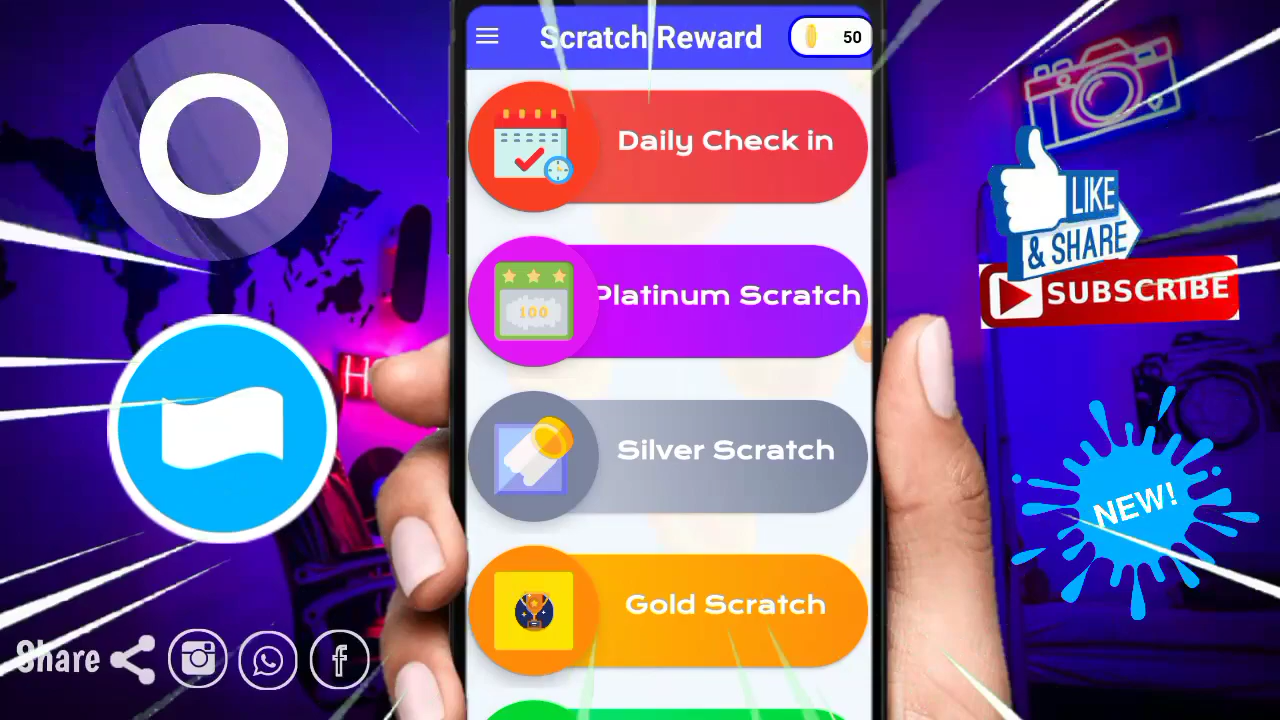 Scratch Reward
50
Daily Check in
Platinum Scratch
100
Silver Scratch
Gold Scratch
LIKE
& SHARE
SUBSCRIBE
NEW!
Share